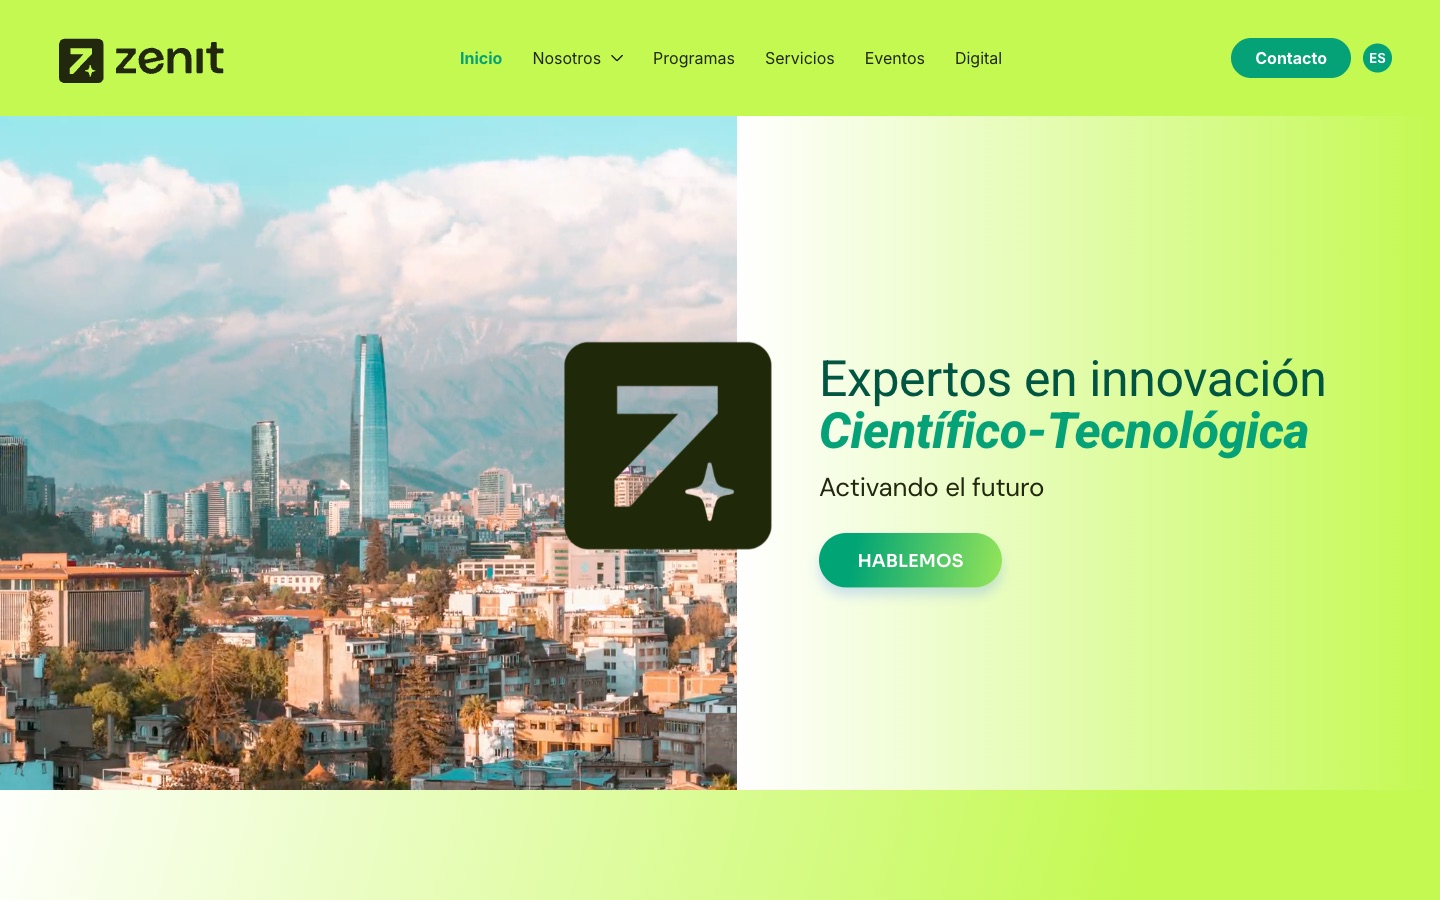 zenit
Inicio
Nosotros
Programas
Servicios
Eventos
Digital
Contacto
ES
Z
Expertos en innovación
Científico-Tecnológica
Activando el futuro
HABLEMOS